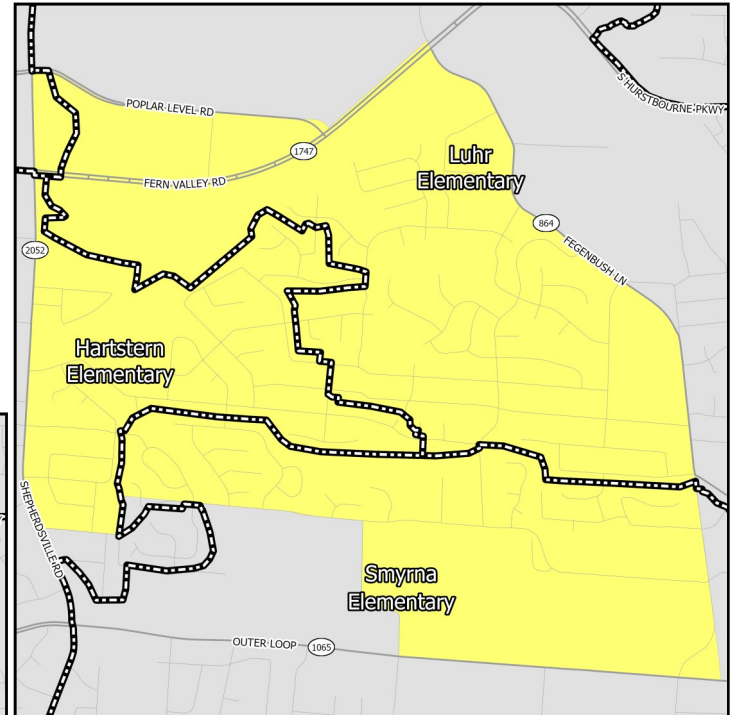 S HURSTBOURNE PKWY
POPLAR LEVEL RD
1747
Luhr
Elementary
FERN VALLEY RD
864
FEGENBUSH LN
2052
Hartstern
Elementary
SHEPHERDSVILLE RD
Smyrna
Elementary
OUTER LOOP
1065